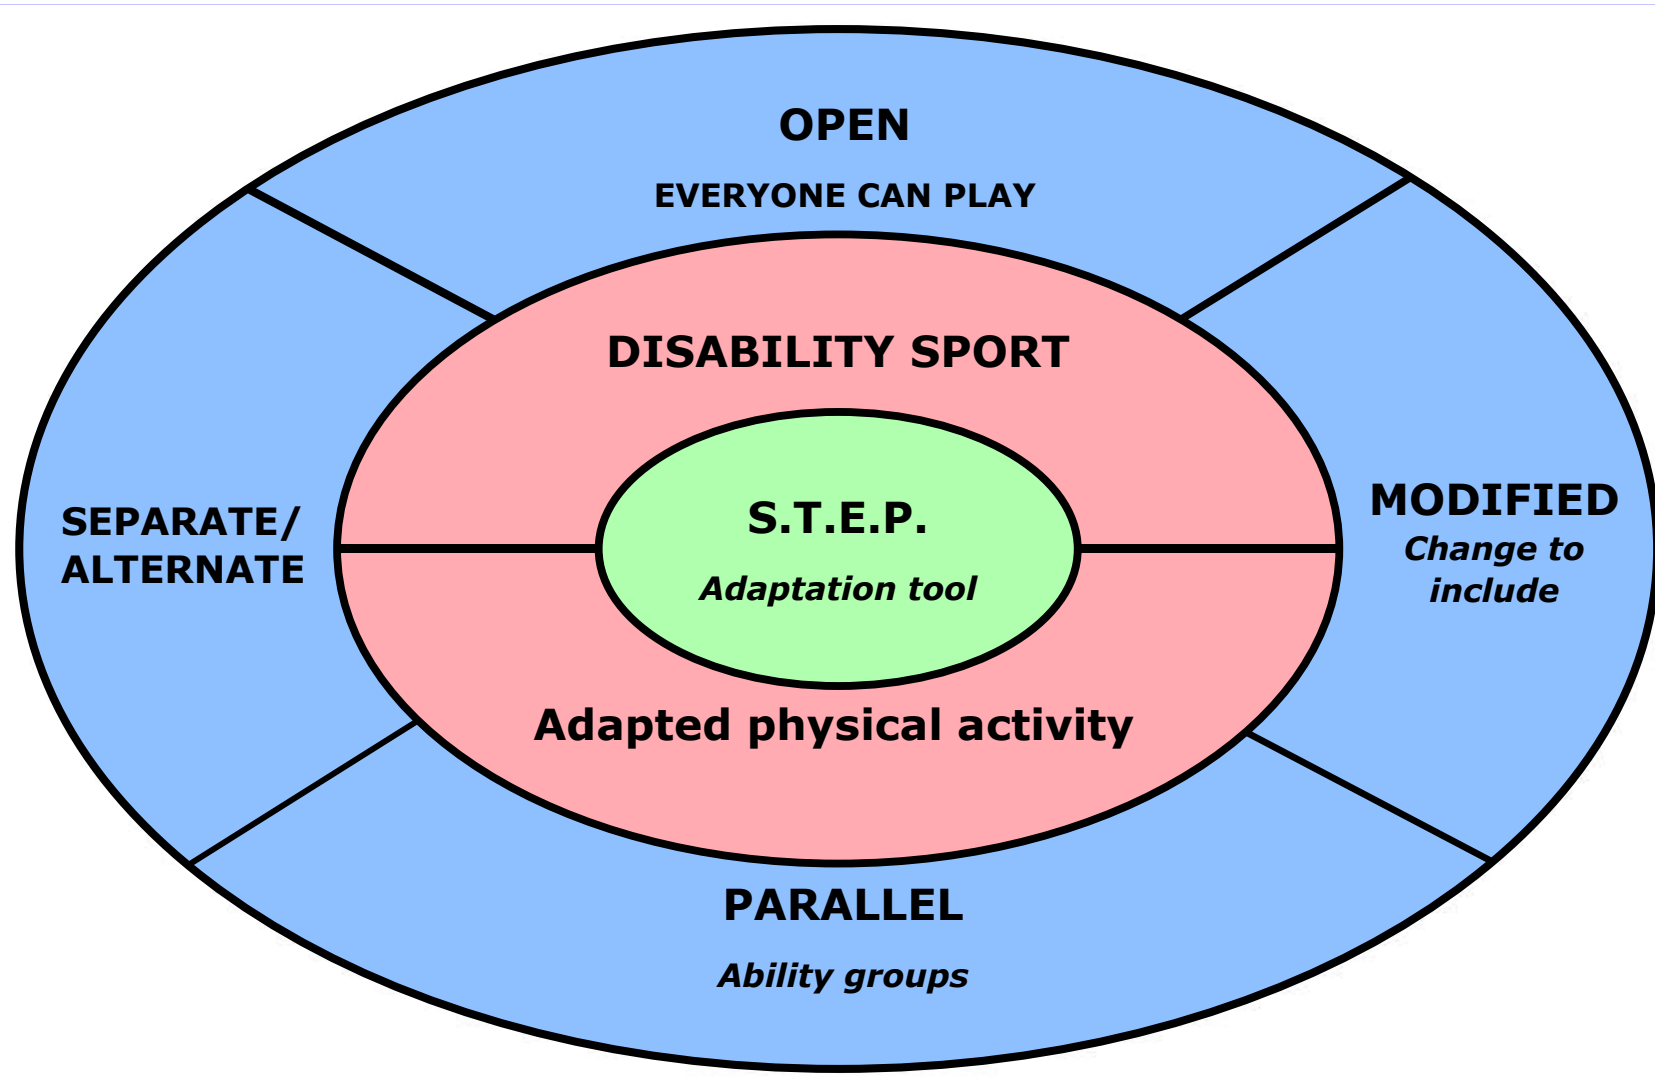 OPEN
EVERYONE CAN PLAY
DISABILITY SPORT
SEPARATE/
ALTERNATE
S.T.E.P.
Adaptation tool
MODIFIED
Change to
include
Adapted physical activity
PARALLEL
Ability groups